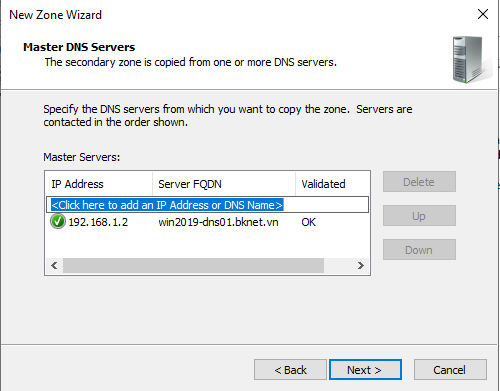 New Zone Wizard
Master DNS Servers
The secondary zone is copied from one or more DNS servers.
Specify the DNS servers from which you want to copy the zone. Servers are
contacted in the order shown.
Master Servers:
IP Address Server FQDN Validated
<Click here to add an IP Address or DNS Name>
192.168.1.2 win2019-dns01.bknet.vn OK
Delete
Up
Down
< Back Next > Cancel